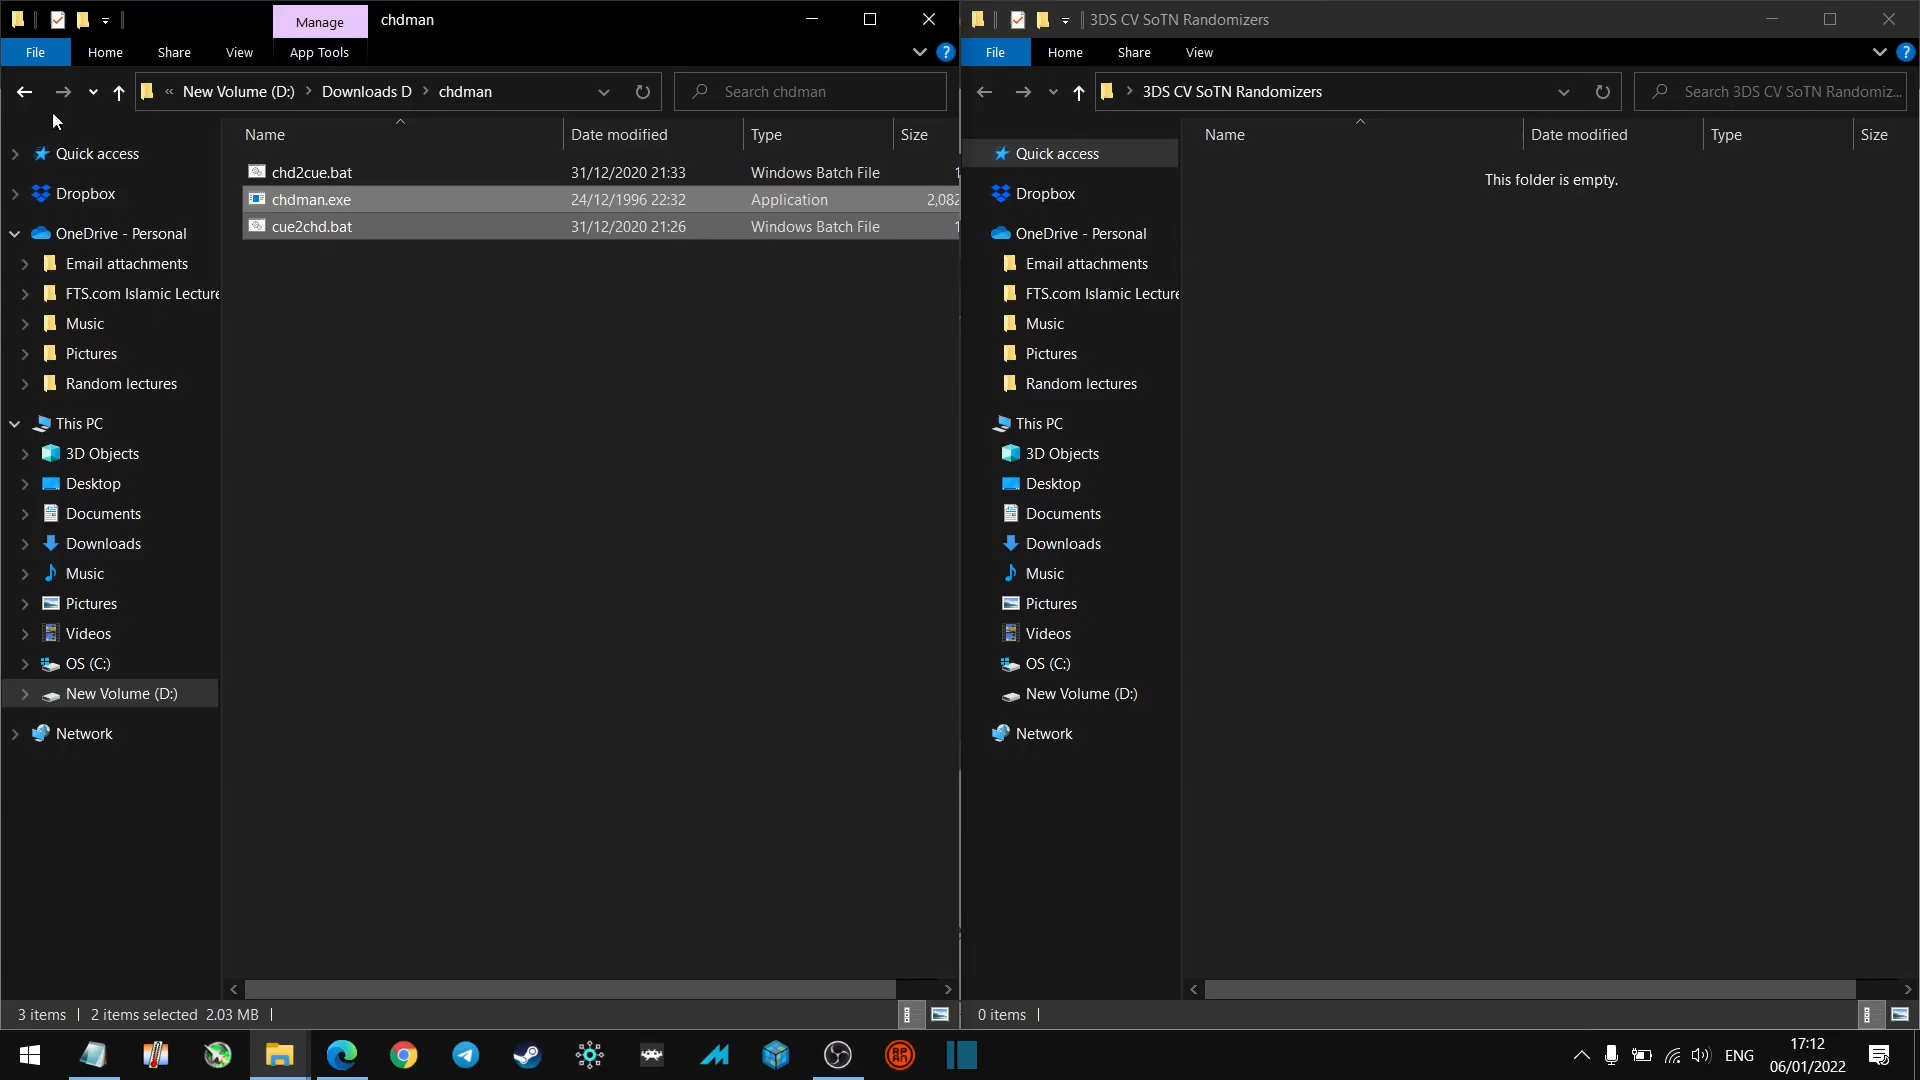 Manage
chdman
File
Home
Share
View
App Tools
?
« New Volume (D:) > Downloads D > chdman
Search chdman
Name
Date modified
Type
Size
Quick access
Dropbox
OneDrive - Personal
Email attachments
FTS.com Islamic Lecture
Music
Pictures
Random lectures
This PC
3D Objects
Desktop
Documents
Downloads
Music
Pictures
Videos
OS (C:)
New Volume (D:)
Network
chd2cue.bat 31/12/2020 21:33 Windows Batch File 1
chdman.exe 24/12/1996 22:32 Application 2,082
cue2chd.bat 31/12/2020 21:26 Windows Batch File 1
3 items
2 items selected 2.03 MB
3DS CV SoTN Randomizers
File
Home
Share
View
?
> 3DS CV SoTN Randomizers
Search 3DS CV SoTN Randomiz...
Name
Date modified
Type
Size
This folder is empty.
Quick access
Dropbox
OneDrive - Personal
Email attachments
FTS.com Islamic Lecture
Music
Pictures
Random lectures
This PC
3D Objects
Desktop
Documents
Downloads
Music
Pictures
Videos
OS (C:)
New Volume (D:)
Network
0 items
ENG
17:12
06/01/2022